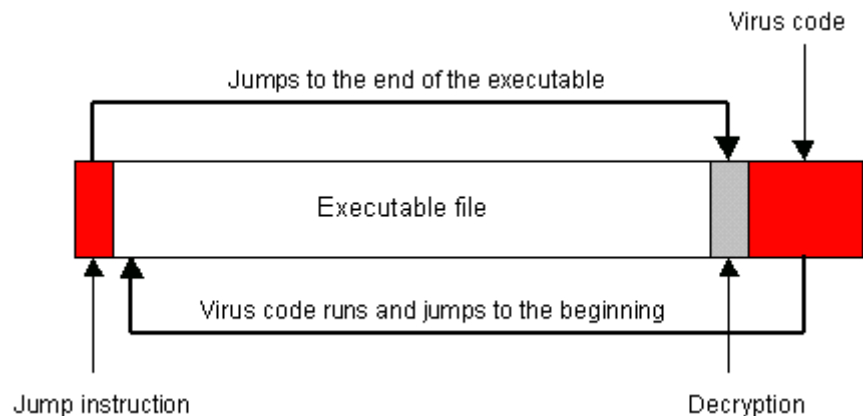 Virus code
Jumps to the end of the executable
Executable file
Virus code runs and jumps to the beginning
Jump instruction
Decryption